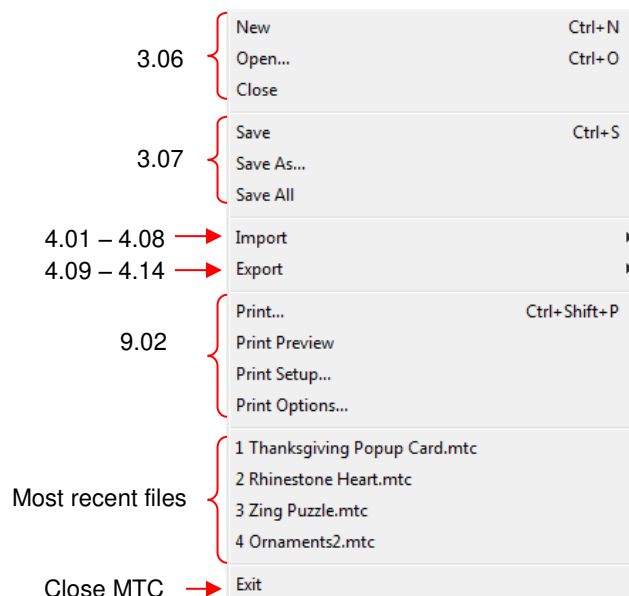 New Ctrl+N
3.06 Open... Ctrl+O
Close
Save Ctrl+S
3.07 Save As...
Save All
4.01 – 4.08 Import
4.09 – 4.14 Export
Print... Ctrl+Shift+P
9.02 Print Preview
Print Setup...
Print Options...
1 Thanksgiving Popup Card.mtc
2 Rhinestone Heart.mtc
Most recent files 3 Zing Puzzle.mtc
4 Ornaments2.mtc
Close MTC Exit